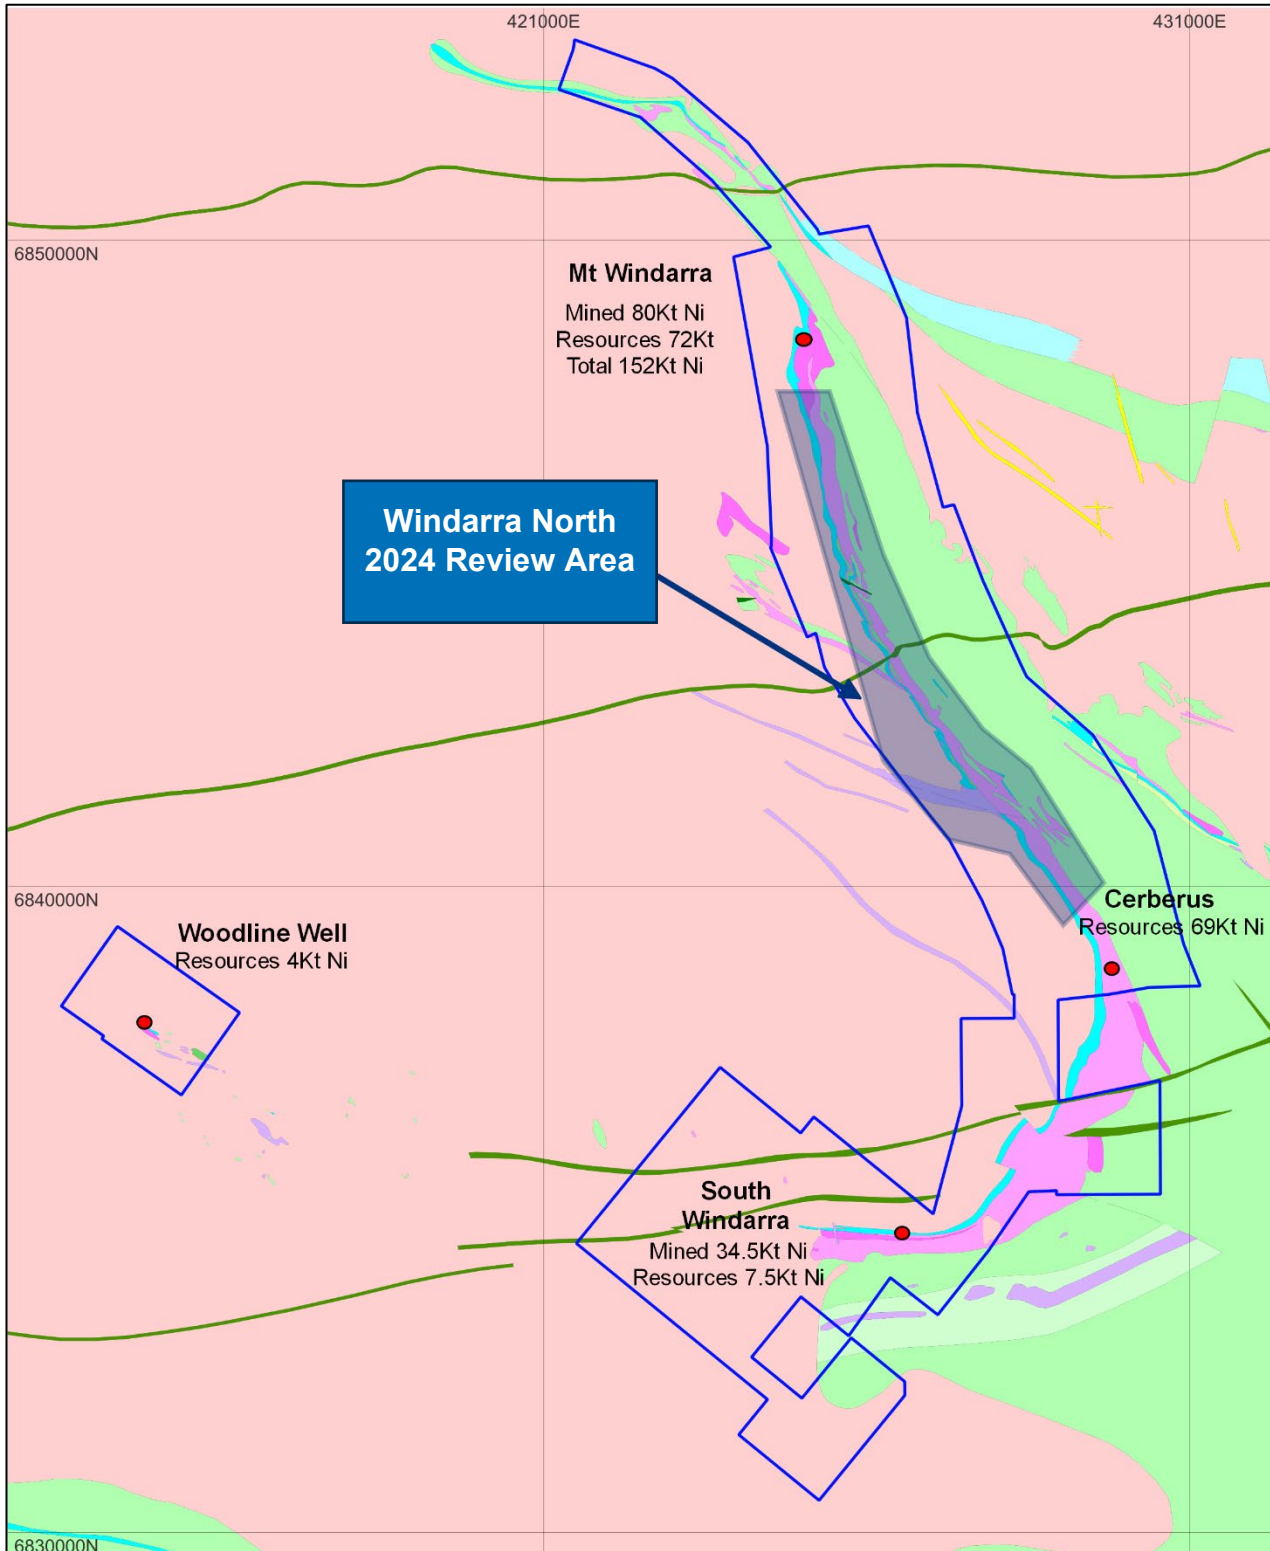 421000E
431000E
6850000N
Mt Windarra
Mined 80Kt Ni
Resources 72Kt
Total 152Kt Ni
Windarra North
2024 Review Area
6840000N
Cerberus
Resources 69Kt Ni
Woodline Well
Resources 4Kt Ni
South
Windarra
Mined 34.5Kt Ni
Resources 7.5Kt Ni
6830000N